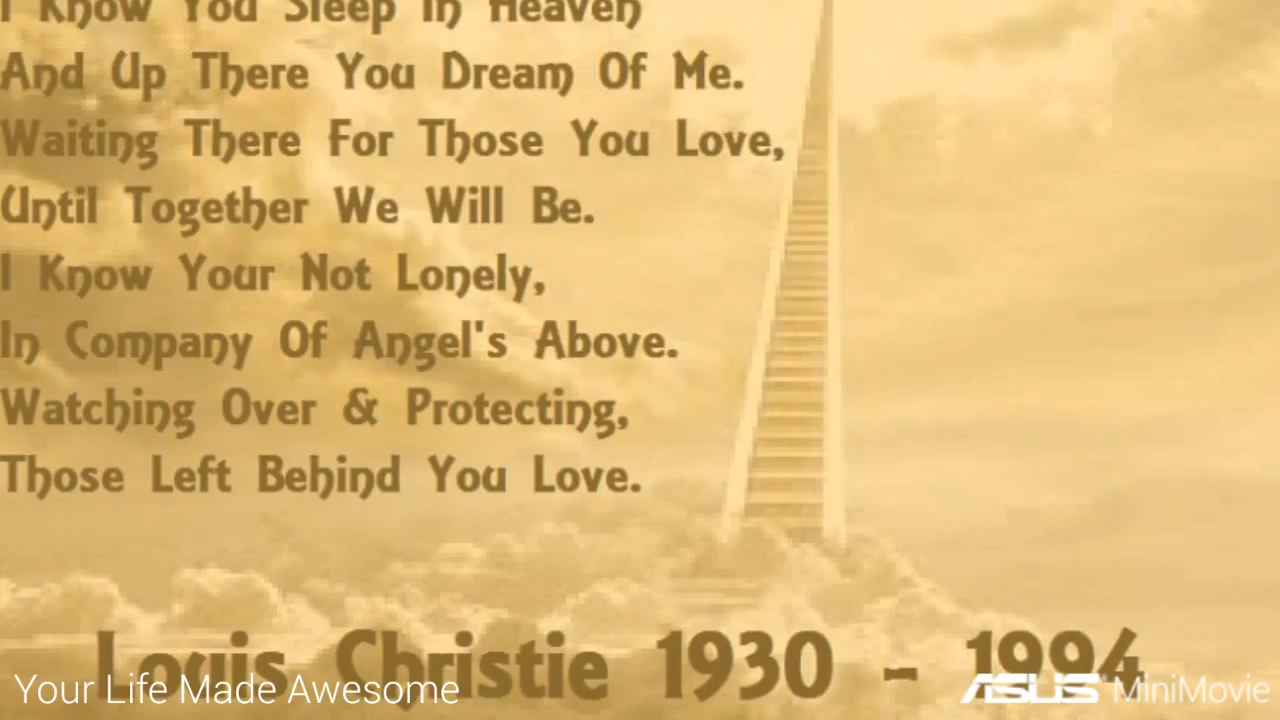 I Know You Sleep In Heaven
And Up There You Dream Of Me.
Waiting There For Those You Love,
Until Together We Will Be.
I Know Your Not Lonely,
In Company Of Angel's Above.
Watching Over & Protecting,
Those Left Behind You Love.
Louis Christie 1930 - 1994
Your Life Made Awesome
ASUS MiniMovie